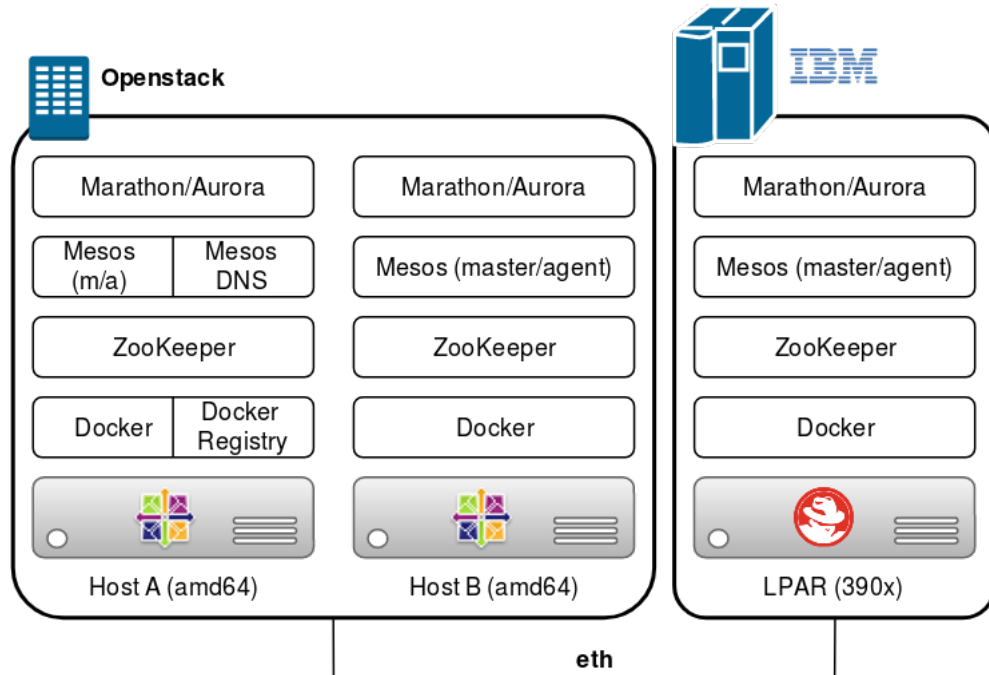 Openstack
IBM
Marathon/Aurora
Mesos
(m/a)
Mesos
DNS
ZooKeeper
Docker
Docker
Registry
Host A (amd64)
Marathon/Aurora
Mesos (master/agent)
ZooKeeper
Docker
Host B (amd64)
Marathon/Aurora
Mesos (master/agent)
ZooKeeper
Docker
LPAR (390x)
eth